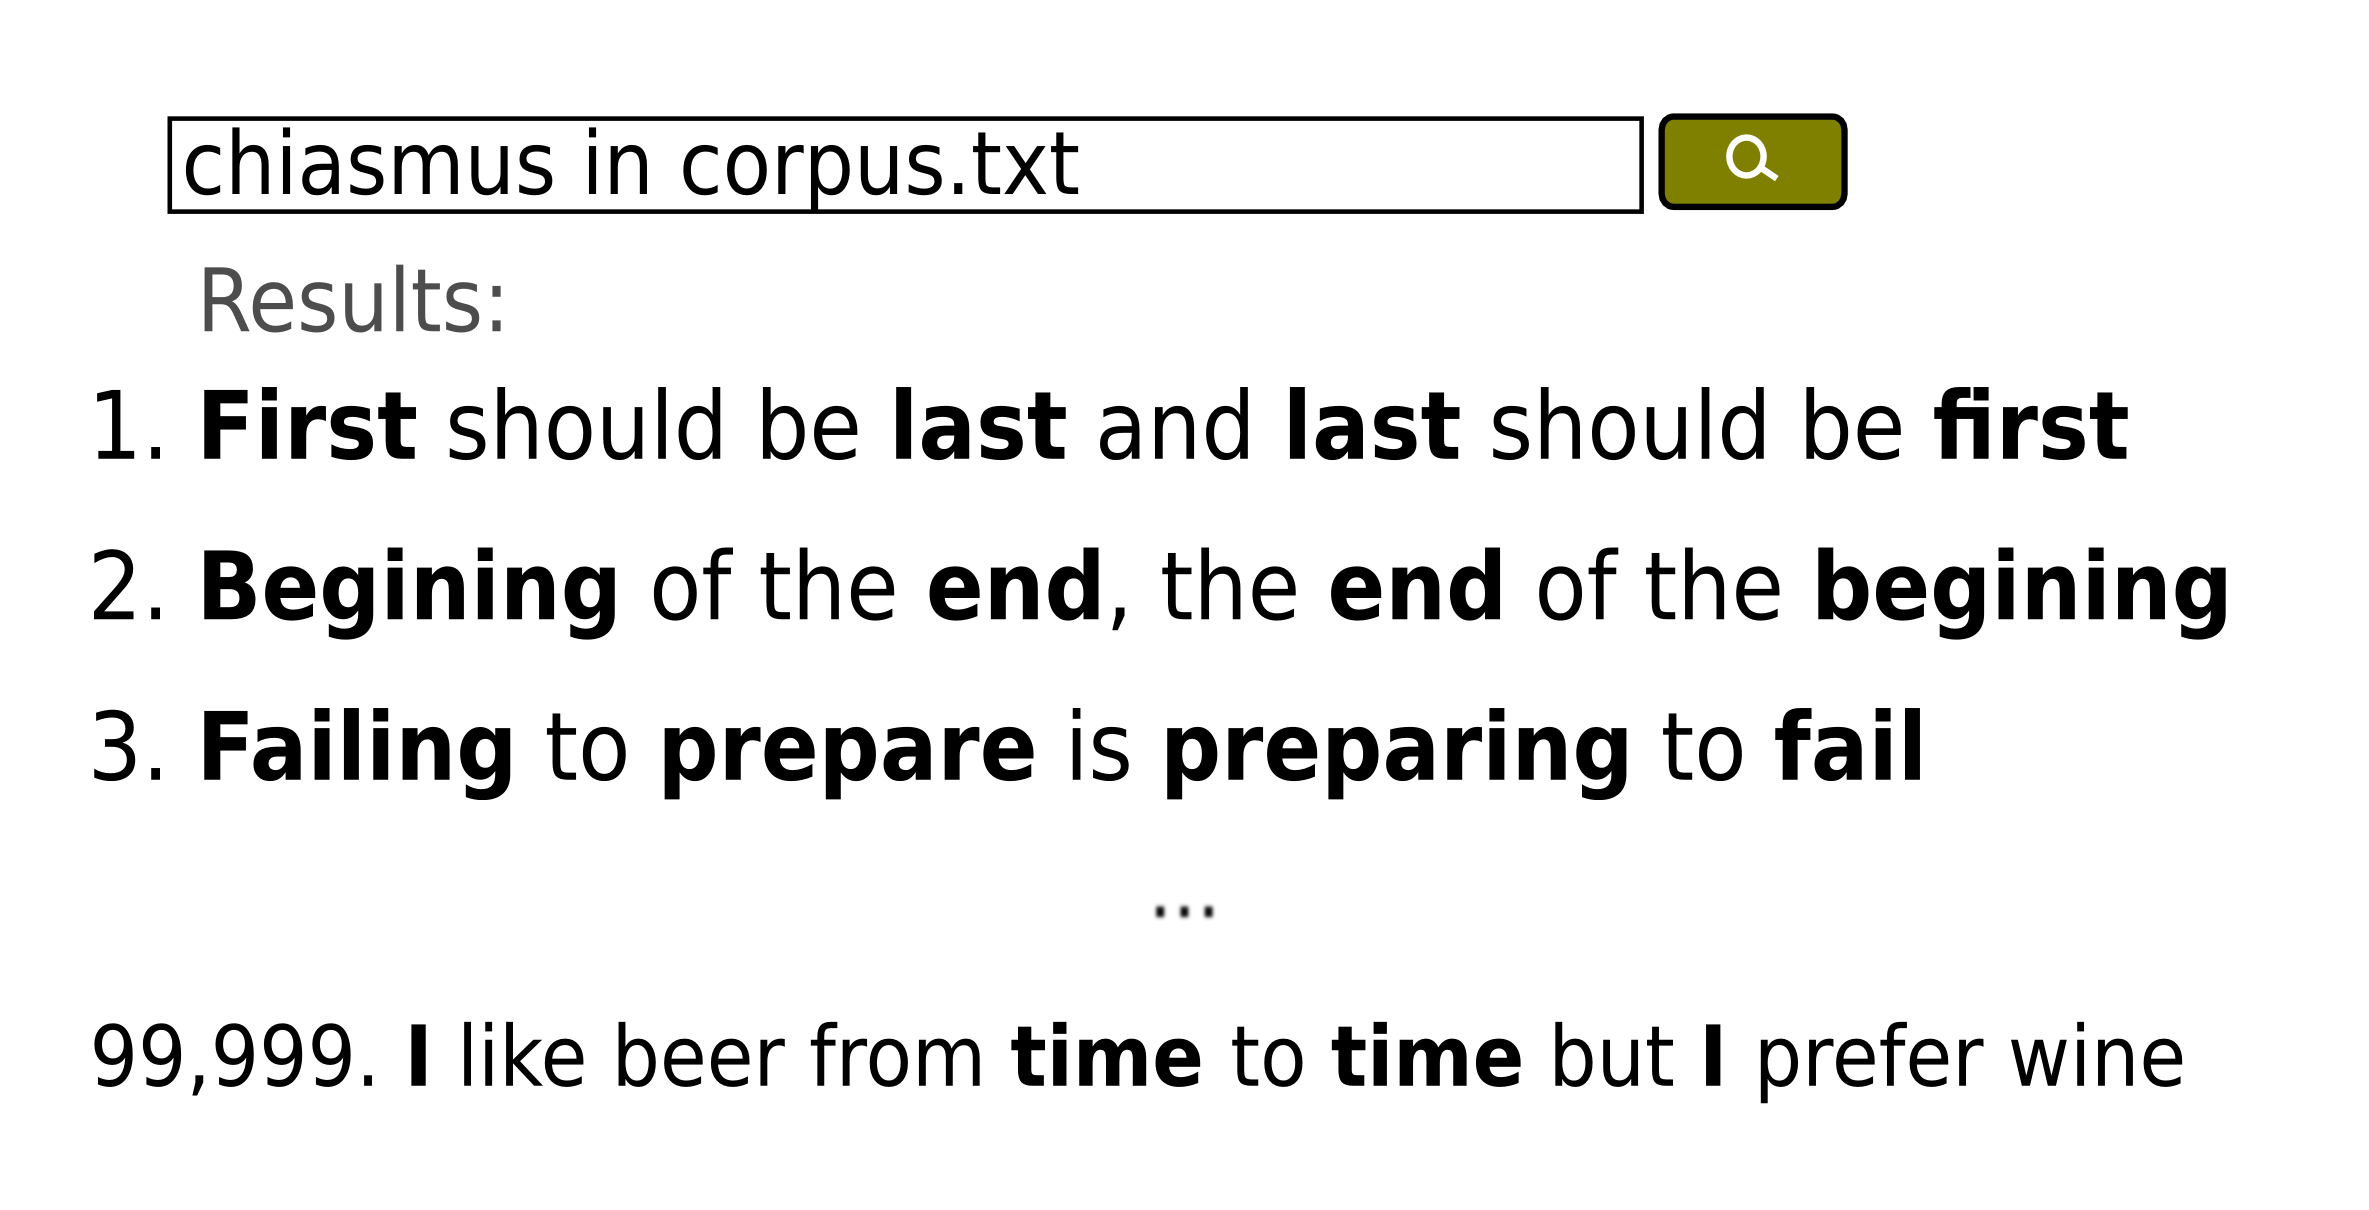 chiasmus in corpus.txt
Results:
1. First should be last and last should be first
2. Begining of the end, the end of the begining
3. Failing to prepare is preparing to fail
...
99,999. I like beer from time to time but I prefer wine